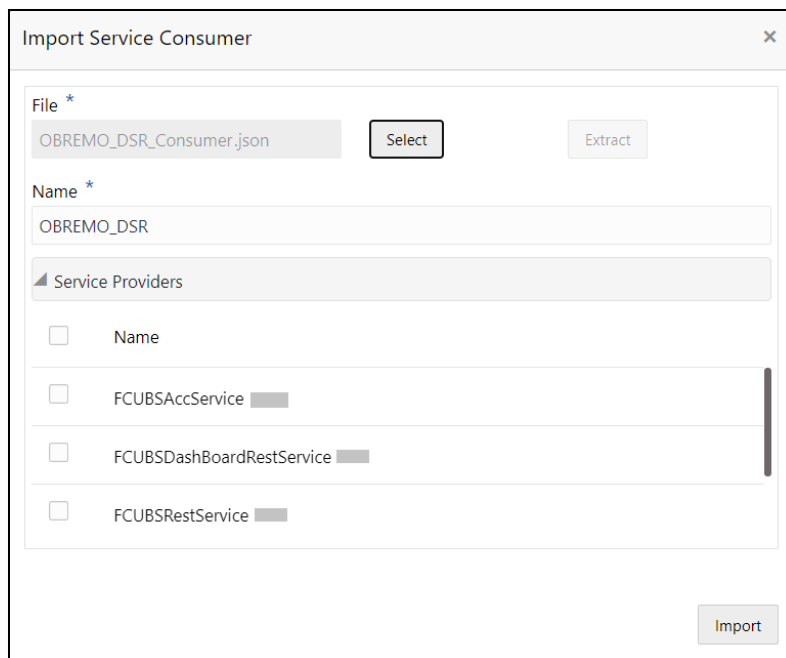 Import Service Consumer ×
File *
OBREMO_DSR_Consumer.json Select Extract
Name *
OBREMO_DSR
Service Providers
Name
FCUBSAccService
FCUBSDashBoardRestService
FCUBSRestService
Import